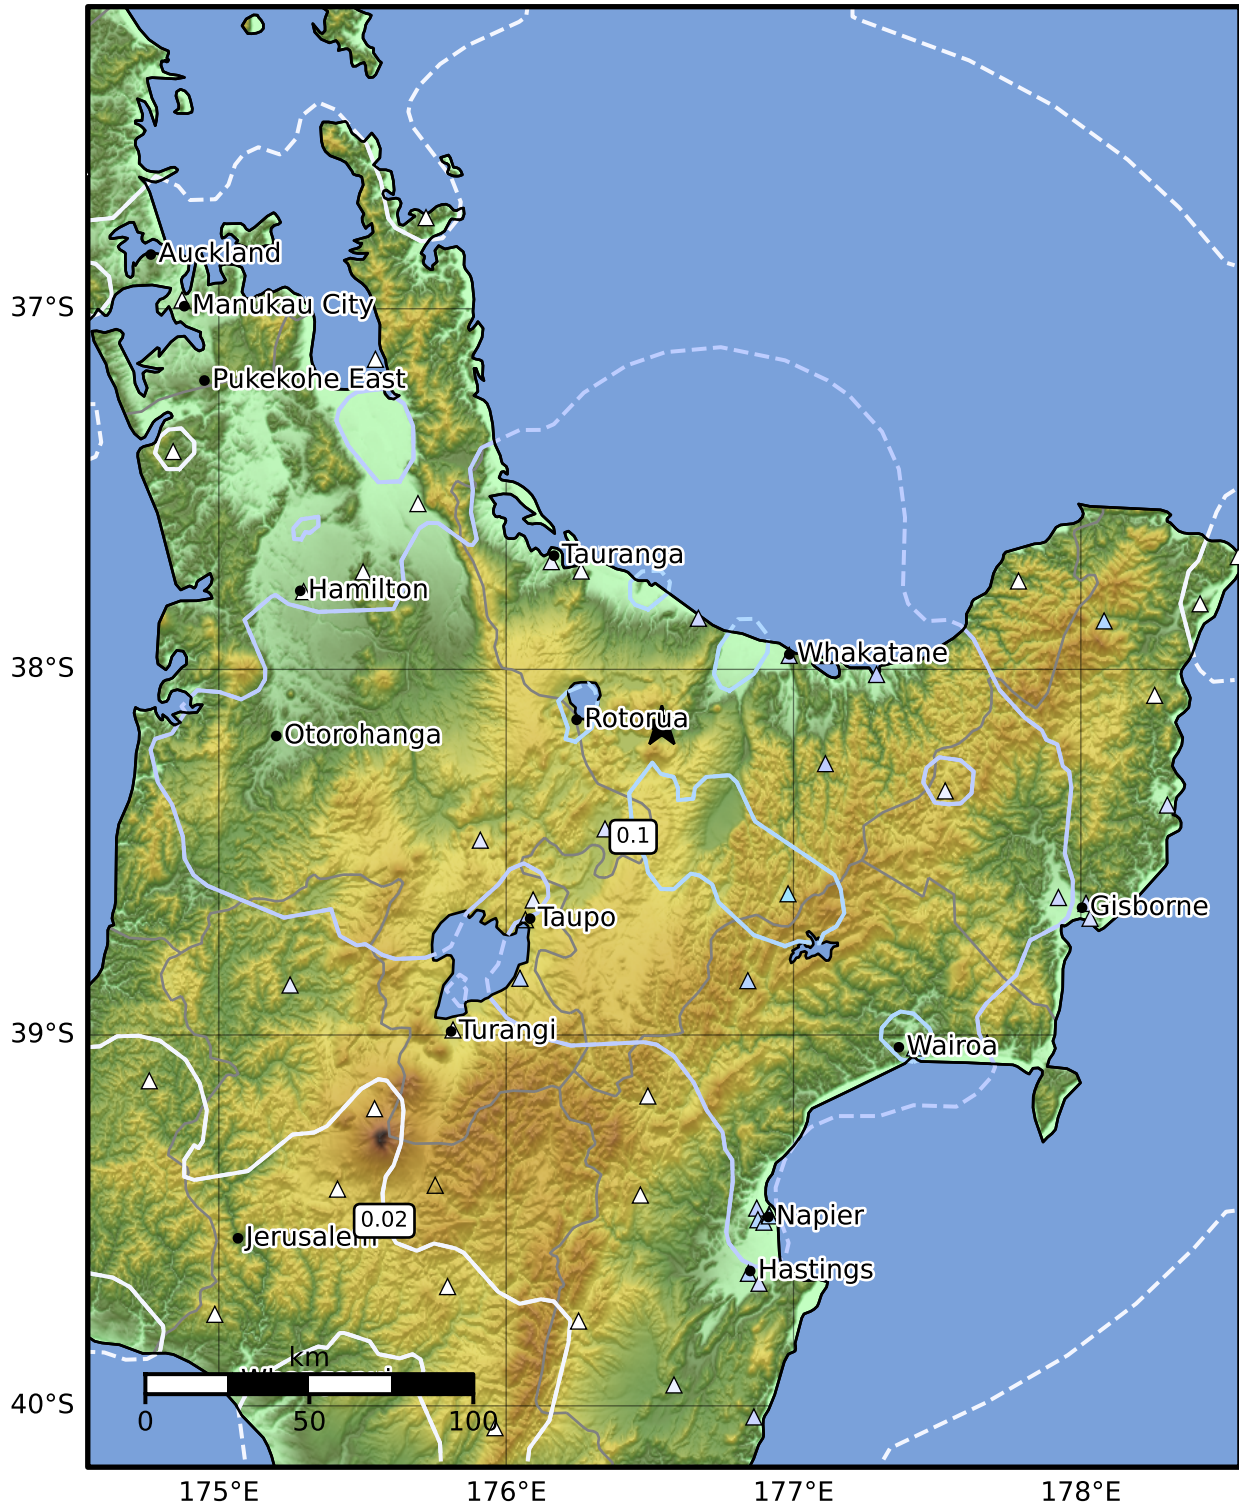 Auckland
37°S
Manukau City
Pukekohe East
Tauranga
Hamilton
Whakatane
38°S
Rotorua
Otorohanga
0.1
Gisborne
Taupo
Turangi
39°S
Wairoa
Napier
0.02
Jerusalem
Hastings
km
40°S
0 50 100
175°E 176°E 177°E 178°E